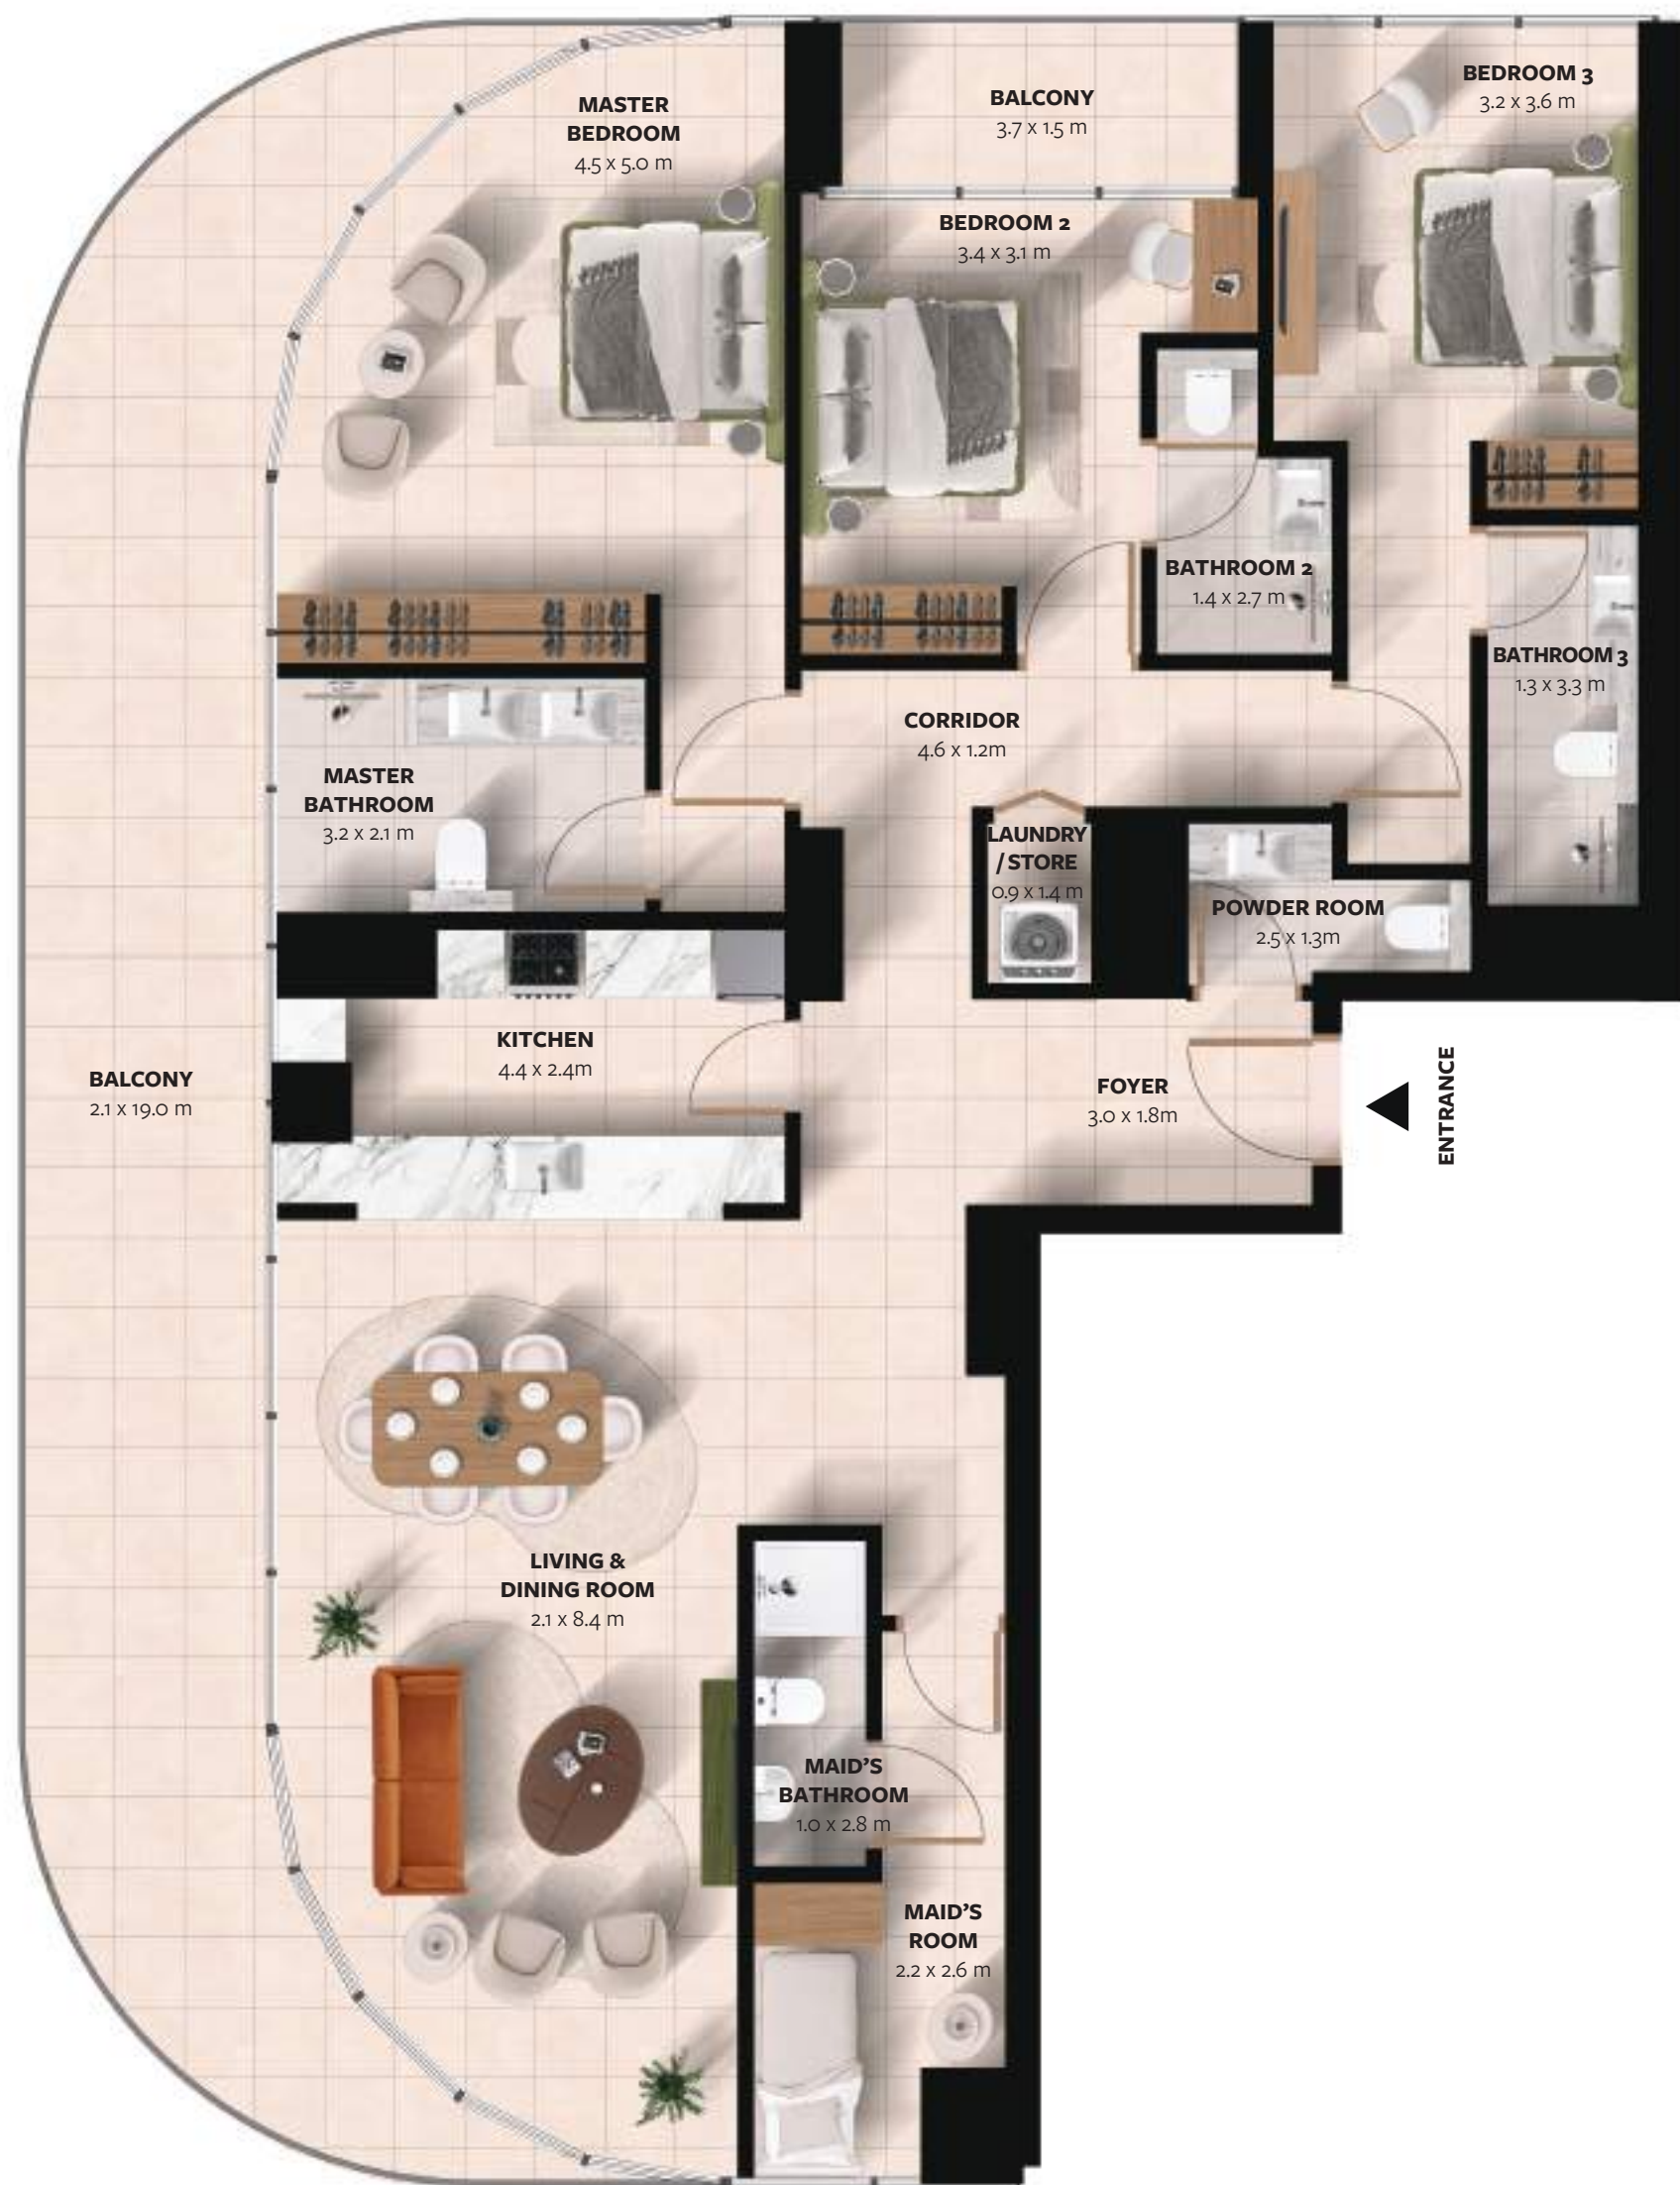 MASTER
BEDROOM
4.5 x 5.0 m
BALCONY
3.7 x 1.5 m
BEDROOM 3
3.2 x 3.6 m
BEDROOM 2
3.4 x 3.1 m
BATHROOM 2
1.4 x 2.7 m
BATHROOM 3
1.3 x 3.3 m
CORRIDOR
4.6 x 1.2m
MASTER
BATHROOM
3.2 x 2.1 m
LAUNDRY
/ STORE
0.9 x 1.4 m
POWDER ROOM
2.5 x 1.3m
KITCHEN
4.4 x 2.4m
BALCONY
2.1 x 19.0 m
FOYER
3.0 x 1.8m
ENTRANCE
LIVING &
DINING ROOM
2.1 x 8.4 m
MAID'S
BATHROOM
1.0 x 2.8 m
MAID'S
ROOM
2.2 x 2.6 m